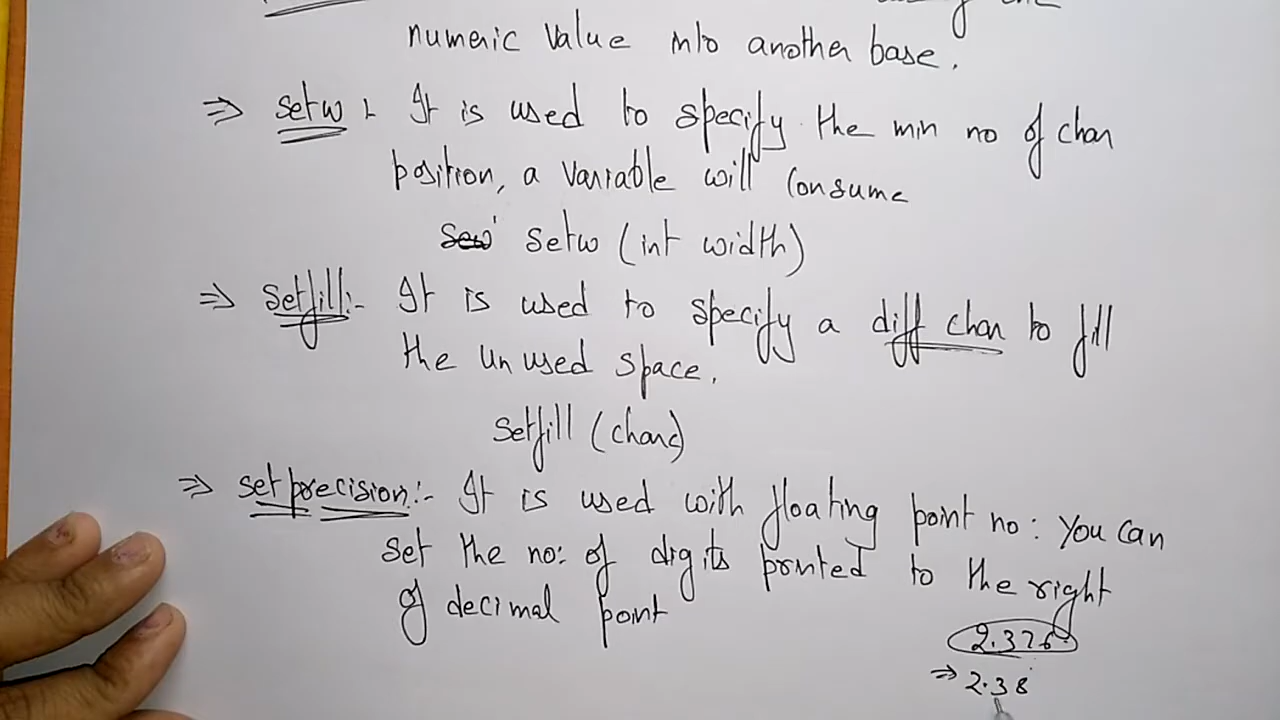 numeric value into another base.
⇒ setw :- It is used to specify the min no of char
position, a variable will consume
setw (int width)
⇒ setfill:- It is used to specify a diff char to fill
the unused space.
setfill (char c)
⇒ setprecision:- It is used with floating point no: You can
set the no: of digits printed to the right
of decimal point
2.376
⇒ 2.38